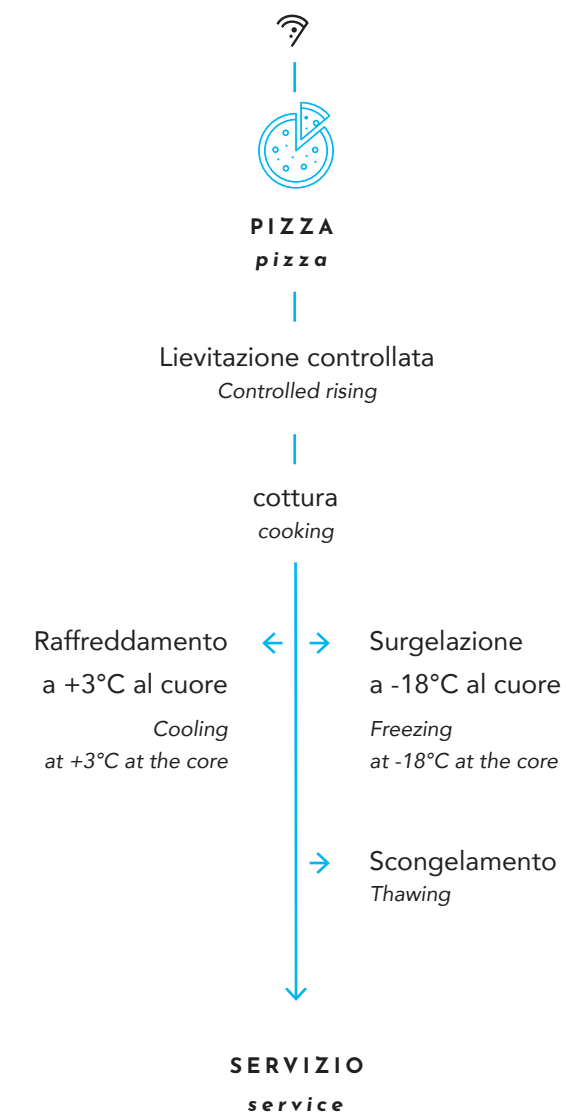 PIZZA
pizza
Lievitazione controllata
Controlled rising
cottura
cooking
Raffreddamento
a +3°C al cuore
Cooling
at +3°C at the core
Surgelazione
a -18°C al cuore
Freezing
at -18°C at the core
Scongelamento
Thawing
SERVIZIO
service